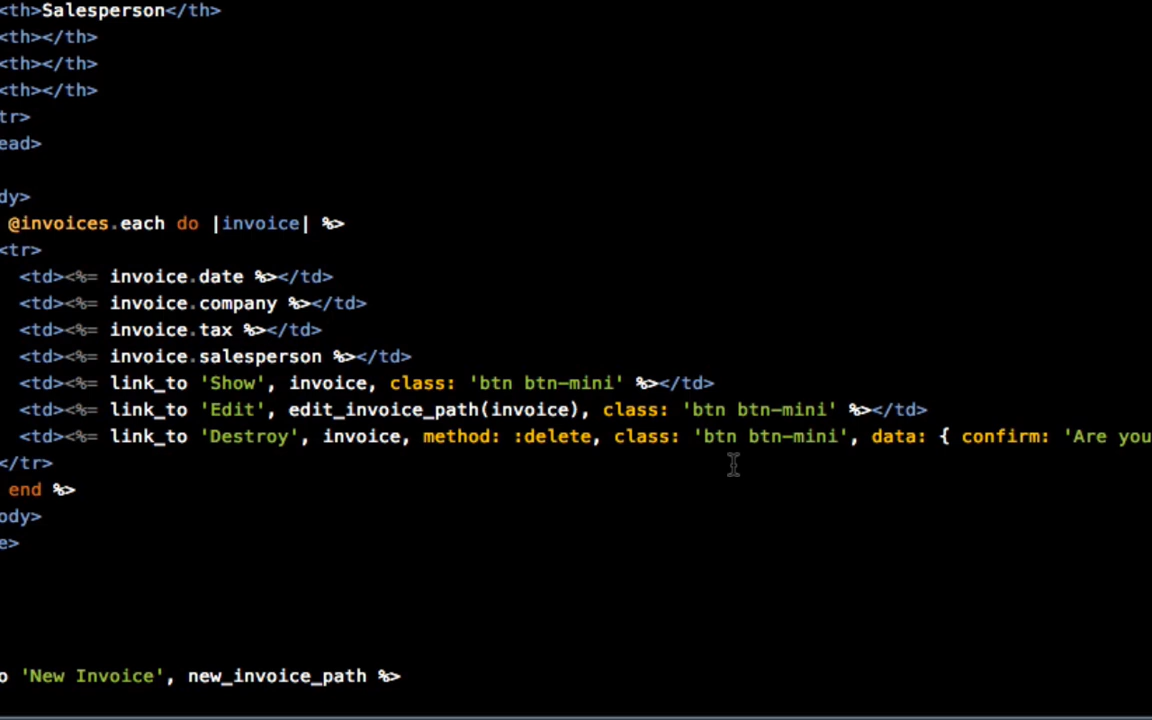 <th>Salesperson</th>
<th></th>
<th></th>
<th></th>
tr>
ead>
dy>
@invoices.each do |invoice| %>
<tr>
<td><%= invoice.date %></td>
<td><%= invoice.company %></td>
<td><%= invoice.tax %></td>
<td><%= invoice.salesperson %></td>
<td><%= link_to 'Show', invoice, class: 'btn btn-mini' %></td>
<td><%= link_to 'Edit', edit_invoice_path(invoice), class: 'btn btn-mini' %></td>
<td><%= link_to 'Destroy', invoice, method: :delete, class: 'btn btn-mini', data: { confirm: 'Are you
</tr>
end %>
ody>
e>
o 'New Invoice', new_invoice_path %>